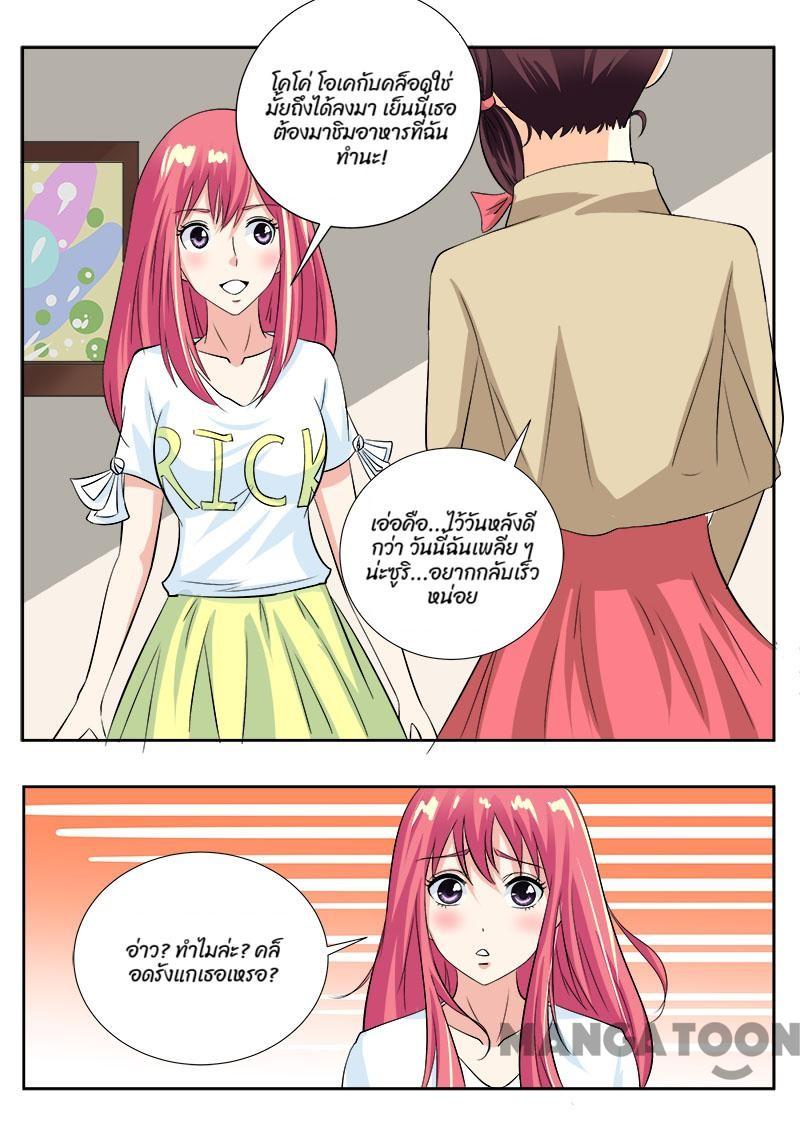 โคโค่ โอเคกับคล็อดใช่
มั้ยถึงได้ลงมา เย็นนี้เธอ
ต้องมาชิมอาหารที่ฉัน
ทำนะ!
RICK
เอ่อคือ...ไว้วันหลังดี
กว่า วันนี้ฉันเพลีย ๆ
น่ะซูริ...อยากกลับเร็ว
หน่อย
อ่าว? ทำไมล่ะ? คล็
อดรังแกเธอเหรอ?
MANGATOON